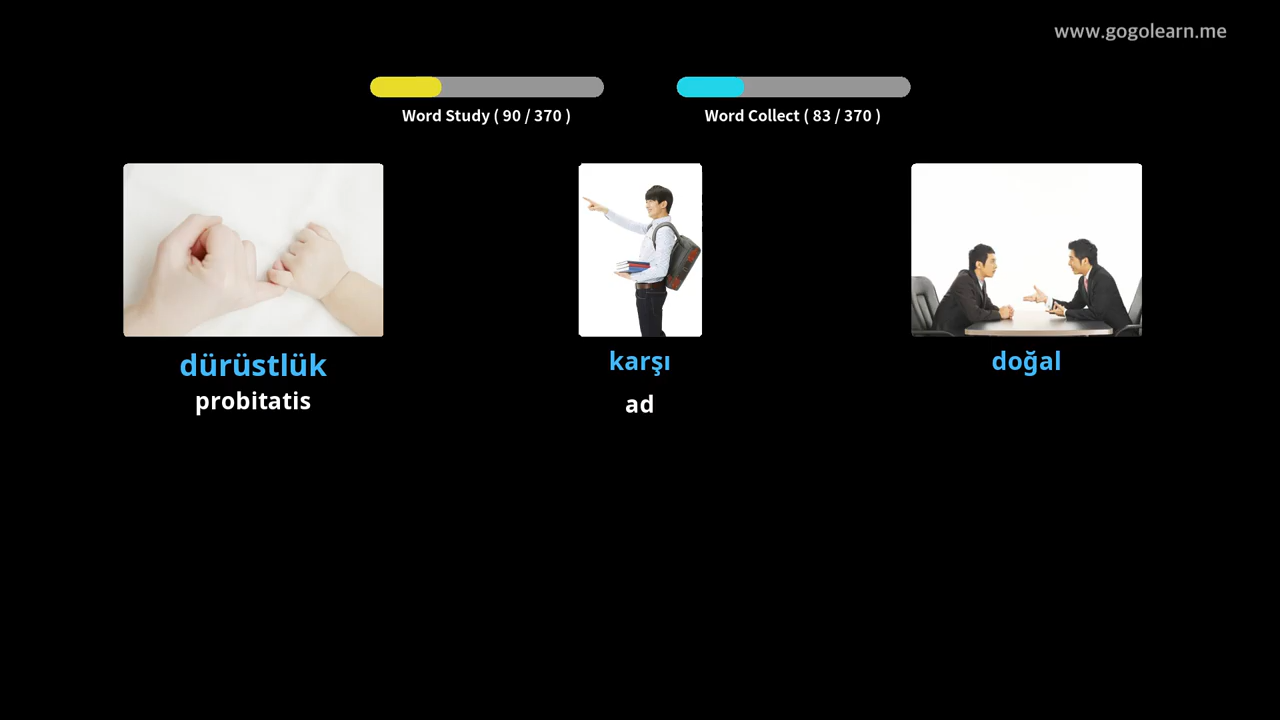 www.gogolearn.me
Word Study ( 90 / 370 )
Word Collect ( 83 / 370 )
dürüstlük
probitatis
karşı
ad
doğal